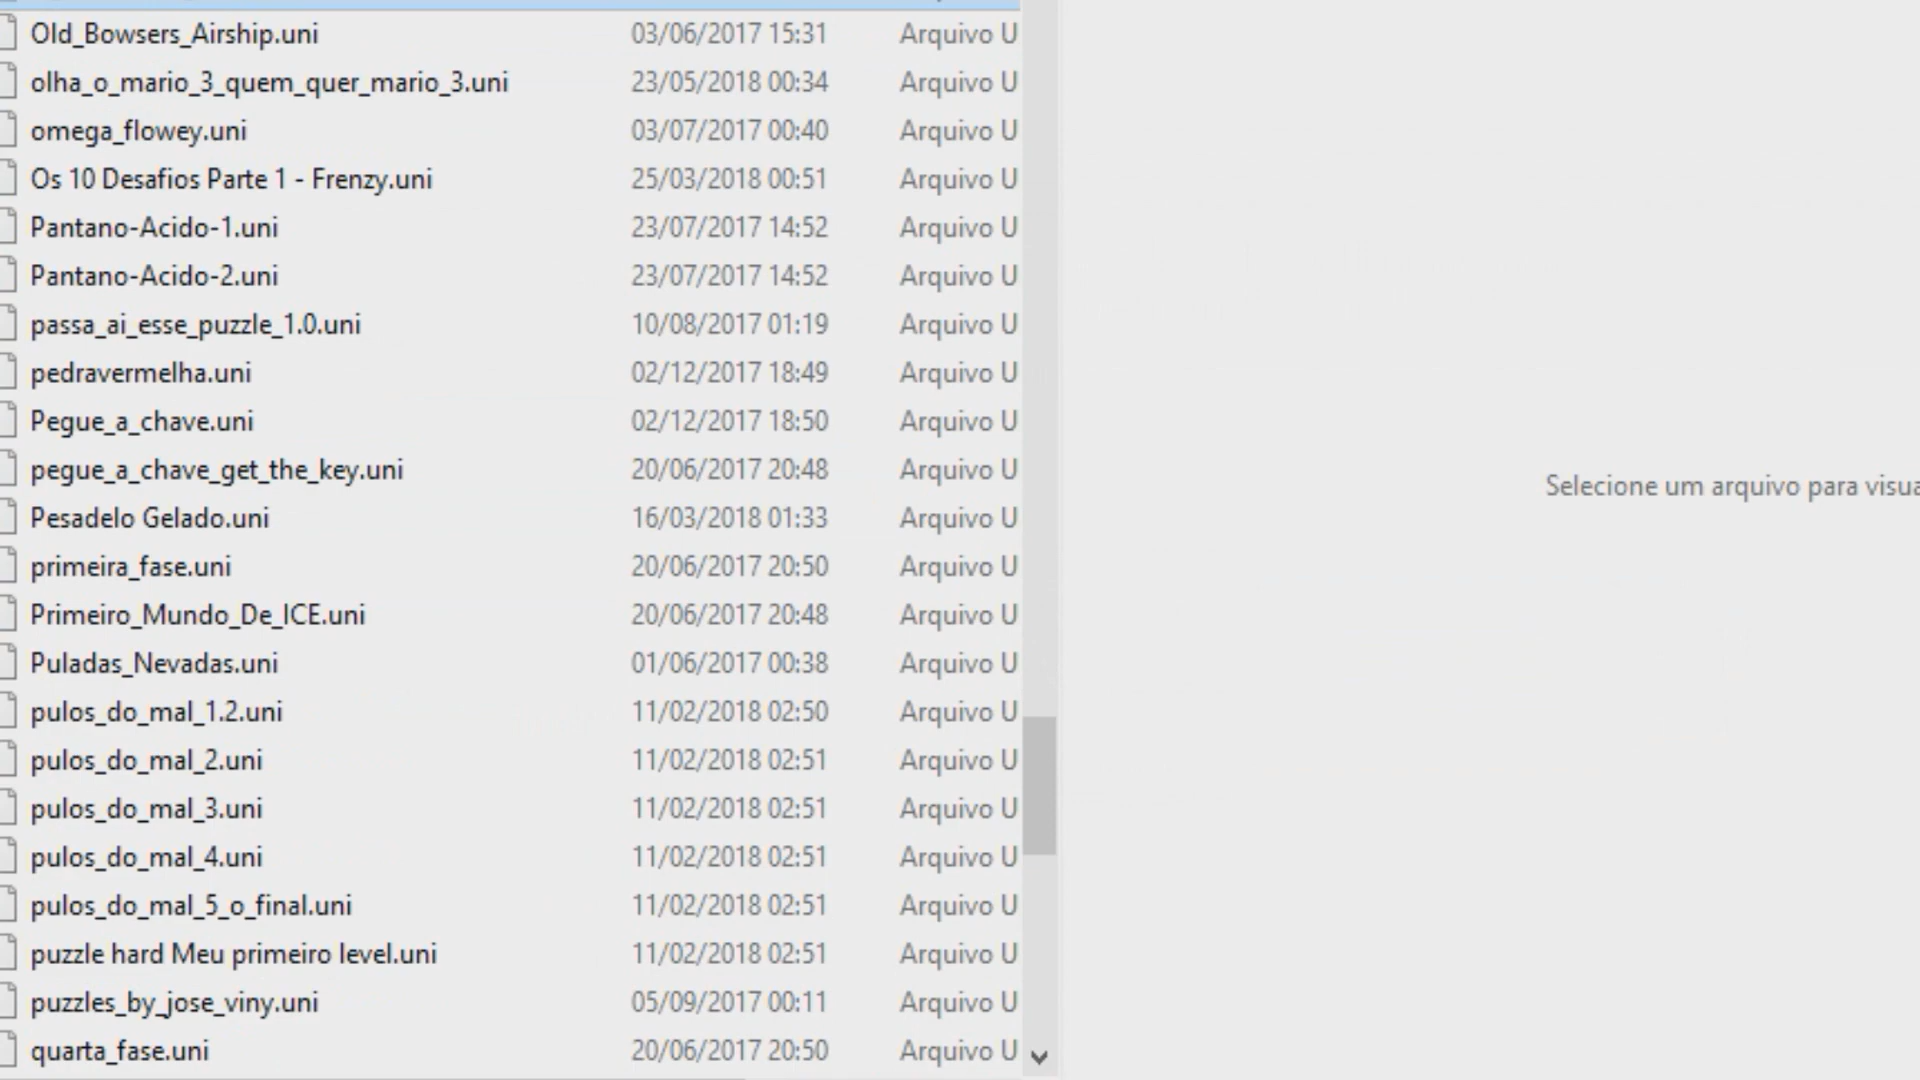 Old_Bowsers_Airship.uni 03/06/2017 15:31 Arquivo U
olha_o_mario_3_quem_quer_mario_3.uni 23/05/2018 00:34 Arquivo U
omega_flowey.uni 03/07/2017 00:40 Arquivo U
Os 10 Desafios Parte 1 - Frenzy.uni 25/03/2018 00:51 Arquivo U
Pantano-Acido-1.uni 23/07/2017 14:52 Arquivo U
Pantano-Acido-2.uni 23/07/2017 14:52 Arquivo U
passa_ai_esse_puzzle_1.0.uni 10/08/2017 01:19 Arquivo U
pedravermelha.uni 02/12/2017 18:49 Arquivo U
Pegue_a_chave.uni 02/12/2017 18:50 Arquivo U
pegue_a_chave_get_the_key.uni 20/06/2017 20:48 Arquivo U
Selecione um arquivo para visua
Pesadelo Gelado.uni 16/03/2018 01:33 Arquivo U
primeira_fase.uni 20/06/2017 20:50 Arquivo U
Primeiro_Mundo_De_ICE.uni 20/06/2017 20:48 Arquivo U
Puladas_Nevadas.uni 01/06/2017 00:38 Arquivo U
pulos_do_mal_1.2.uni 11/02/2018 02:50 Arquivo U
pulos_do_mal_2.uni 11/02/2018 02:51 Arquivo U
pulos_do_mal_3.uni 11/02/2018 02:51 Arquivo U
pulos_do_mal_4.uni 11/02/2018 02:51 Arquivo U
pulos_do_mal_5_o_final.uni 11/02/2018 02:51 Arquivo U
puzzle hard Meu primeiro level.uni 11/02/2018 02:51 Arquivo U
puzzles_by_jose_viny.uni 05/09/2017 00:11 Arquivo U
quarta_fase.uni 20/06/2017 20:50 Arquivo U